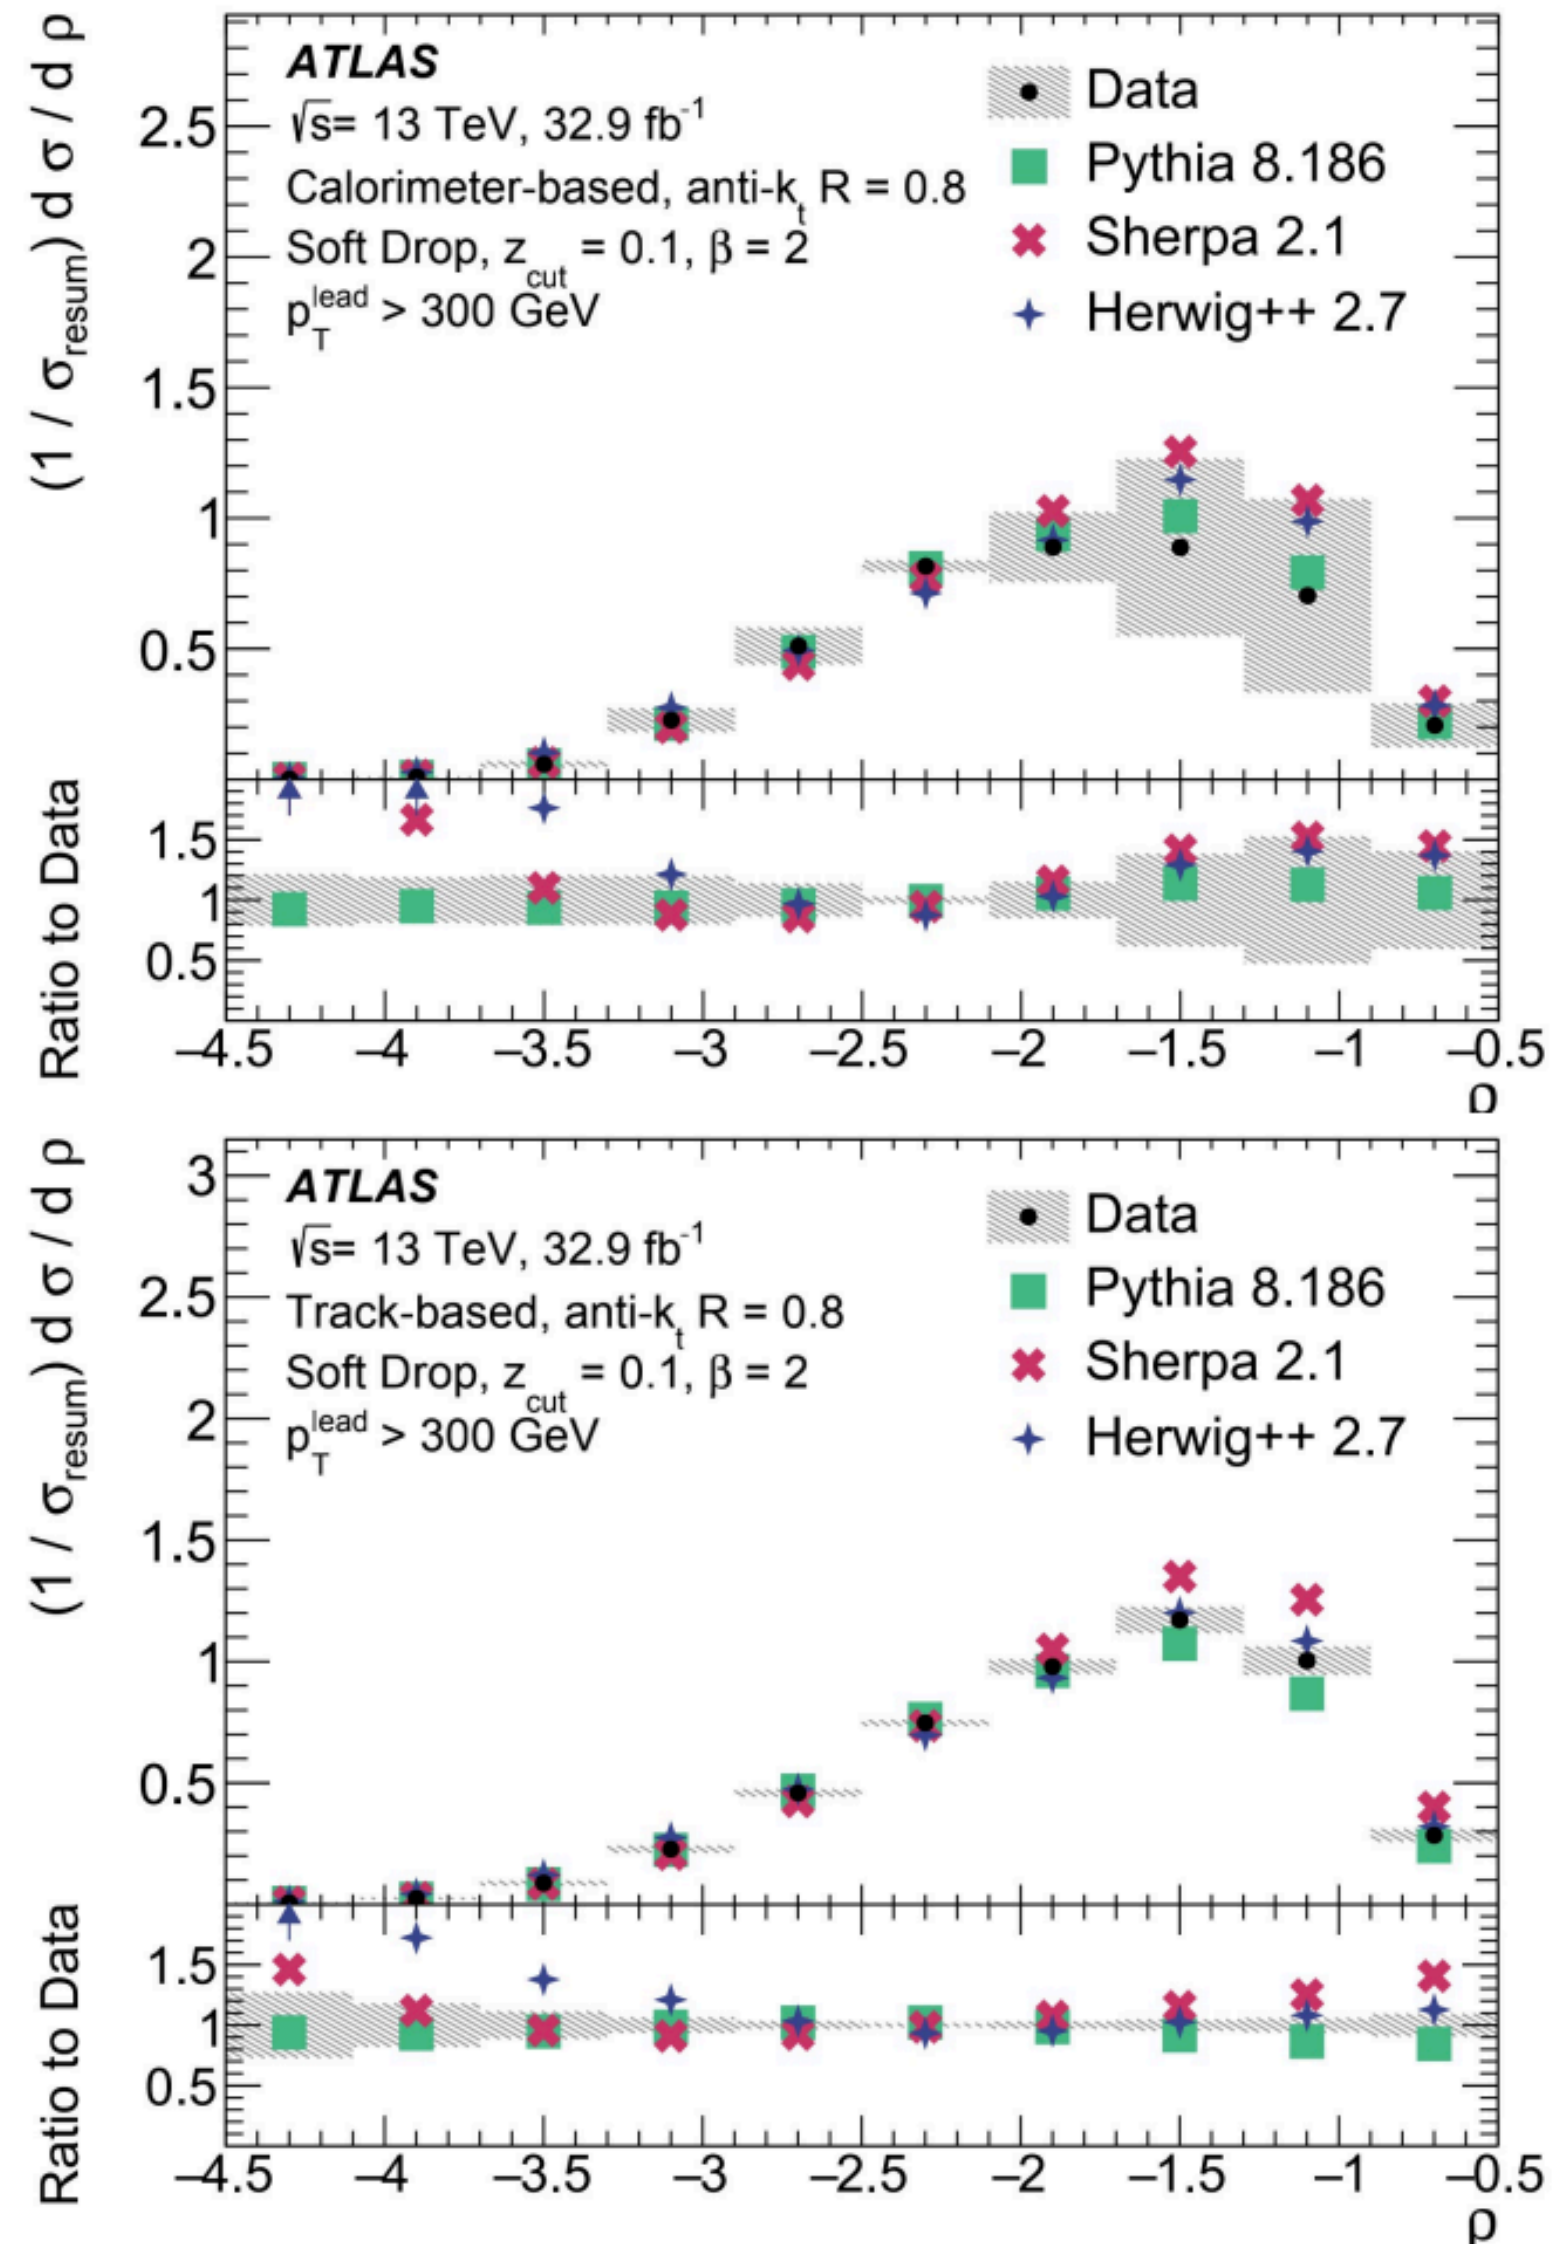 (1 / σresum) d σ / d ρ
2.5
2
1.5
1
0.5
ATLAS
√s= 13 TeV, 32.9 fb-1
Calorimeter-based, anti-kt R = 0.8
Soft Drop, zcut = 0.1, β = 2
pTlead > 300 GeV
Data
Pythia 8.186
Sherpa 2.1
Herwig++ 2.7
Ratio to Data
1.5
1
0.5
–4.5 –4 –3.5 –3 –2.5 –2 –1.5 –1 –0.5
ρ
(1 / σresum) d σ / d ρ
3
2.5
2
1.5
1
0.5
ATLAS
√s= 13 TeV, 32.9 fb-1
Track-based, anti-kt R = 0.8
Soft Drop, zcut = 0.1, β = 2
pTlead > 300 GeV
Data
Pythia 8.186
Sherpa 2.1
Herwig++ 2.7
Ratio to Data
1.5
1
0.5
–4.5 –4 –3.5 –3 –2.5 –2 –1.5 –1 –0.5
ρ